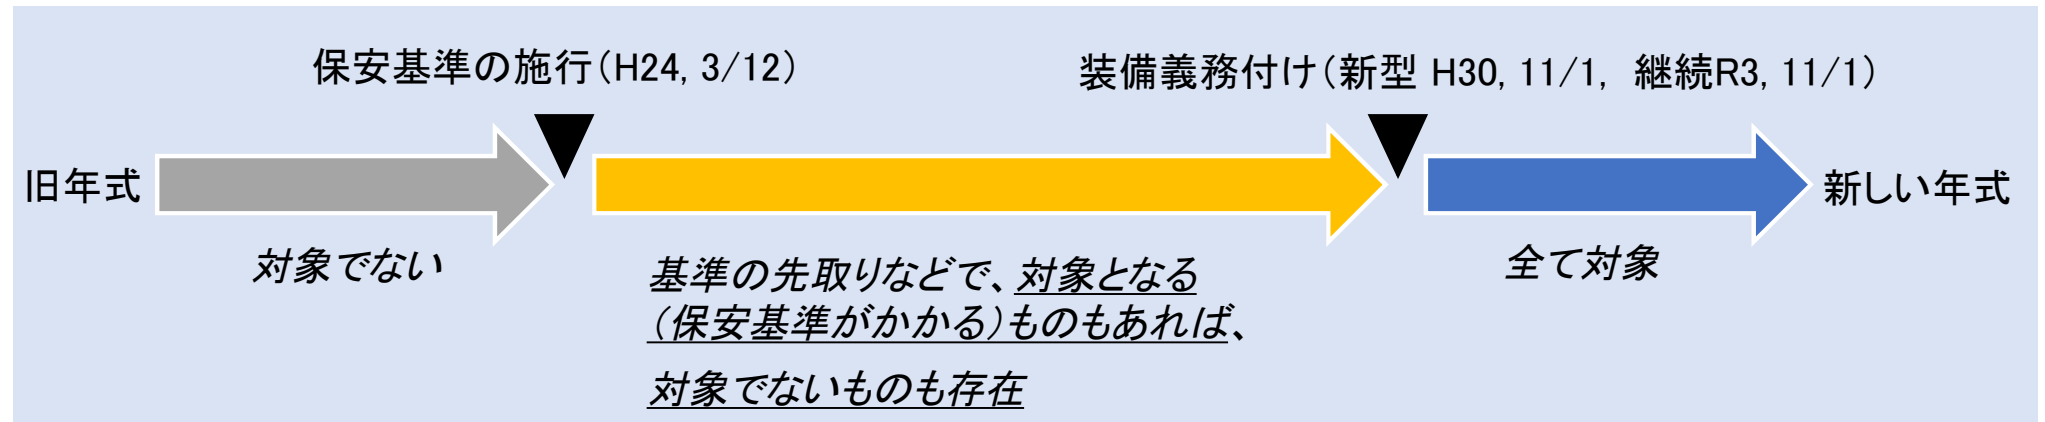 保安基準の施行(H24, 3/12)
装備義務付け(新型 H30, 11/1, 継続R3, 11/1)
旧年式
新しい年式
対象でない
基準の先取りなどで、対象となる
(保安基準がかかる)ものもあれば、
対象でないものも存在
全て対象